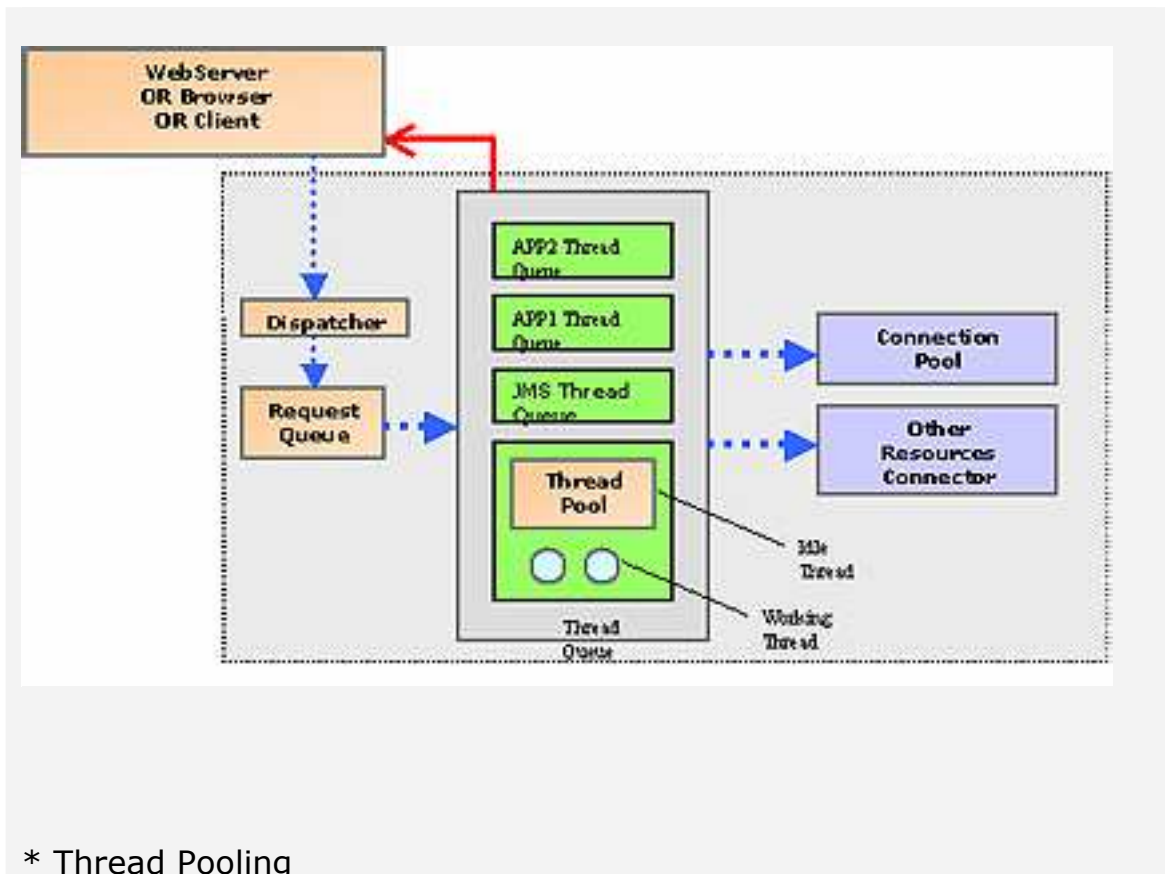 WebServer
OR Browser
OR Client
Dispatcher
Request
Queue
APP2 Thread
Queue
APP1 Thread
Queue
JMS Thread
Queue
Thread
Pool
Thread
Queue
Connection
Pool
Other
Resources
Connector
Idle
Thread
Working
Thread
* Thread Pooling